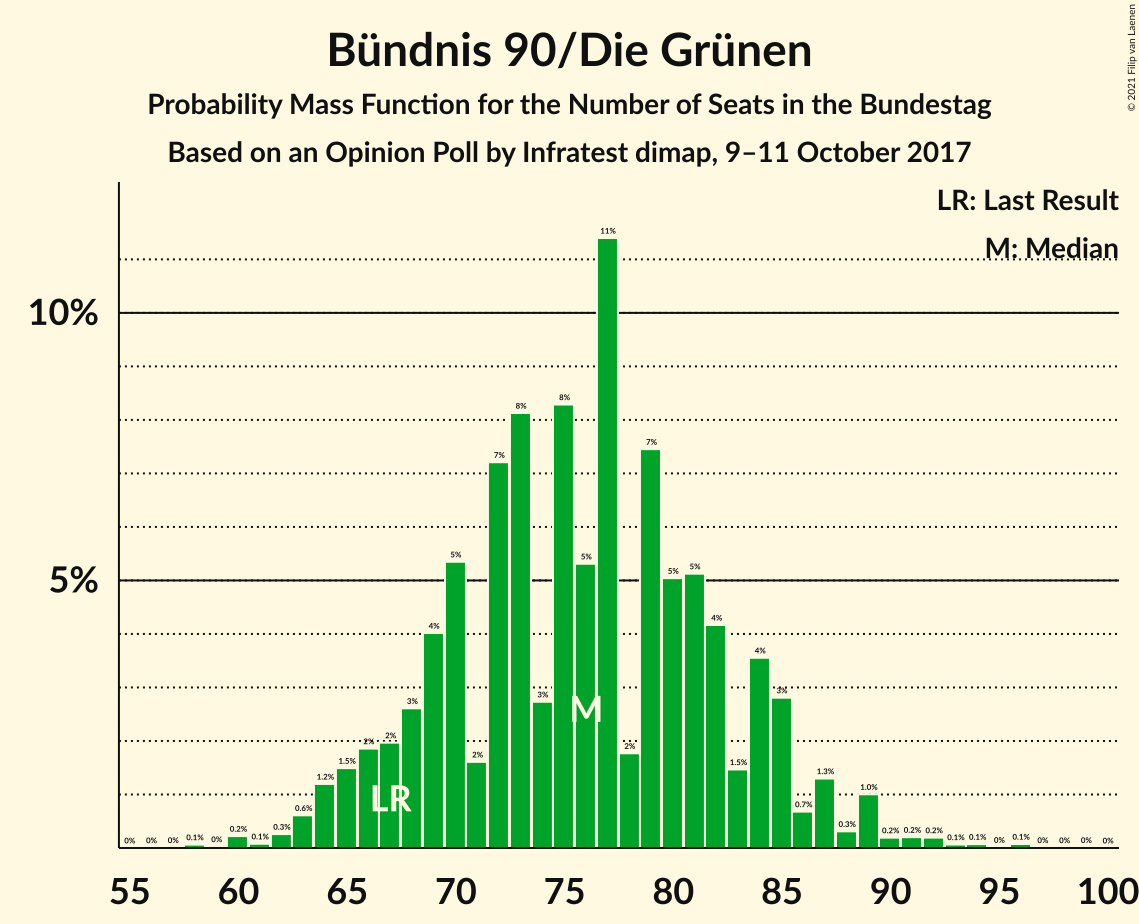 Bündnis 90/Die Grünen
Probability Mass Function for the Number of Seats in the Bundestag
Based on an Opinion Poll by Infratest dimap, 9–11 October 2017
© 2021 Filip van Laenen
LR: Last Result
M: Median
10%
5%
0% 0% 0% 0.1% 0% 0.2% 0.1% 0.3% 0.6% 1.2% 1.5% 2% 2% 3% 4% 5% 2% 7% 8% 3% 8% 5% 11% 2% 7% 5% 5% 4% 1.5% 4% 3% 0.7% 1.3% 0.3% 1.0% 0.2% 0.2% 0.2% 0.1% 0.1% 0% 0.1% 0% 0% 0% 0%
M
LR
55 60 65 70 75 80 85 90 95 100